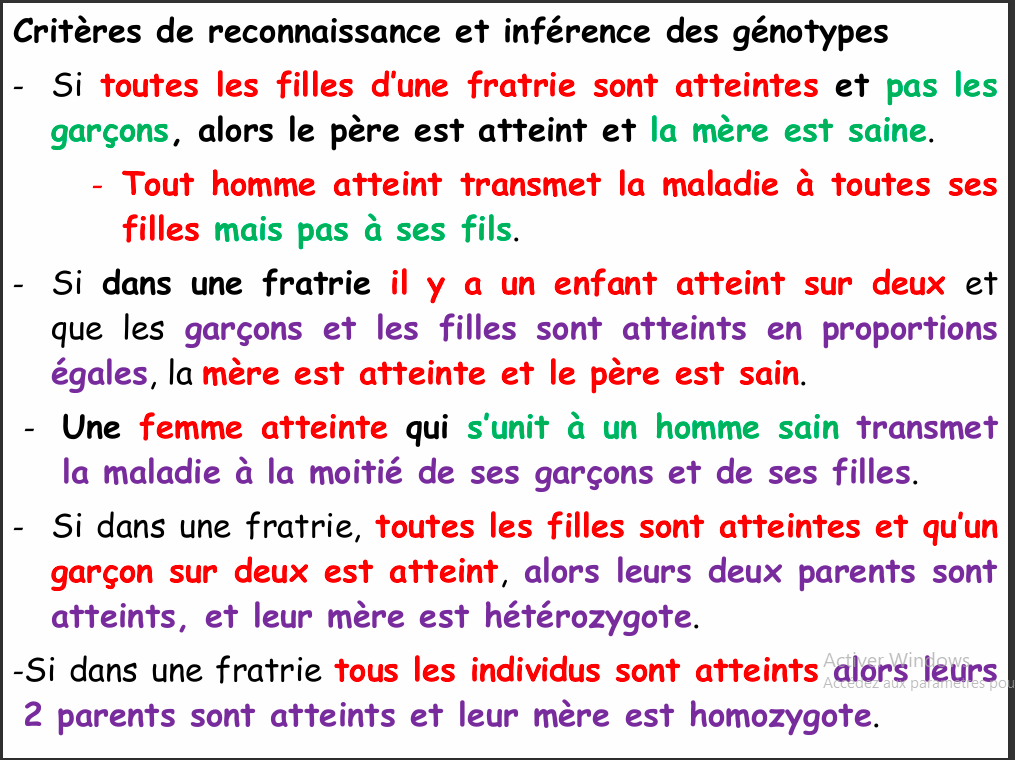 Critères de reconnaissance et inférence des génotypes
- Si toutes les filles d’une fratrie sont atteintes et pas les
garçons, alors le père est atteint et la mère est saine.
- Tout homme atteint transmet la maladie à toutes ses
filles mais pas à ses fils.
- Si dans une fratrie il y a un enfant atteint sur deux et
que les garçons et les filles sont atteints en proportions
égales, la mère est atteinte et le père est sain.
- Une femme atteinte qui s’unit à un homme sain transmet
la maladie à la moitié de ses garçons et de ses filles.
- Si dans une fratrie, toutes les filles sont atteintes et qu’un
garçon sur deux est atteint, alors leurs deux parents sont
atteints, et leur mère est hétérozygote.
-Si dans une fratrie tous les individus sont atteints alors leurs
2 parents sont atteints et leur mère est homozygote.
Activer Windows
Accédez aux paramètres pou